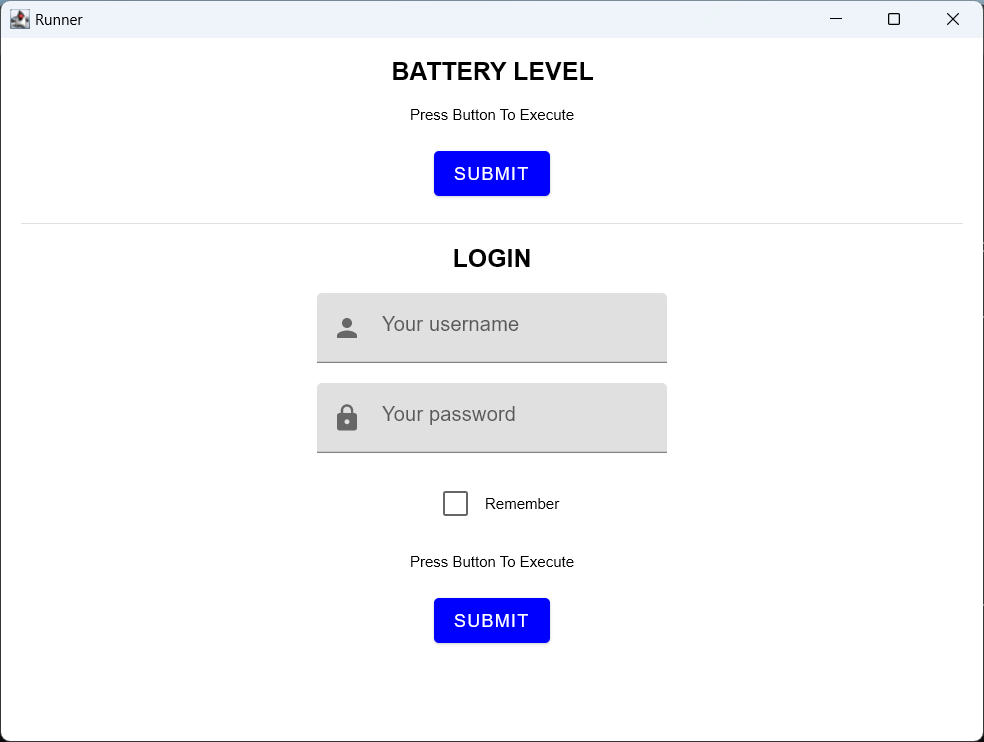 Runner
BATTERY LEVEL
Press Button To Execute
SUBMIT
LOGIN
Your username
Your password
Remember
Press Button To Execute
SUBMIT